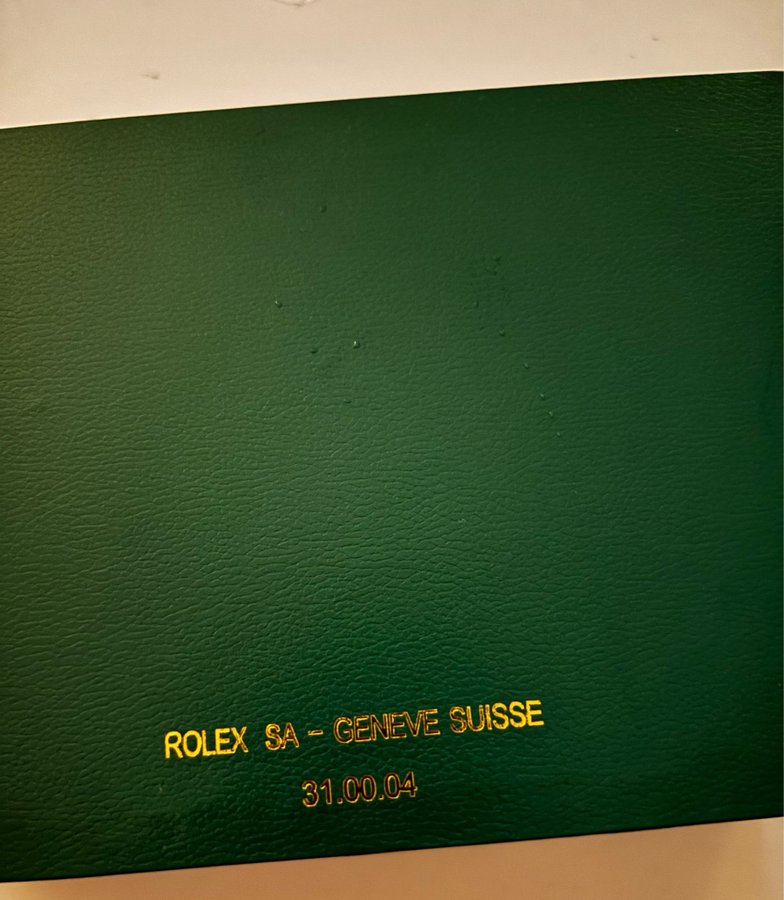 ROLEX SA - GENEVE SUISSE
31.00.04